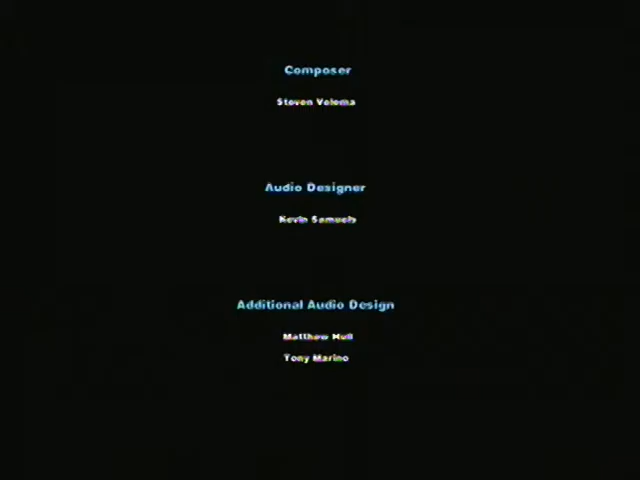 Composer
Steven Velema
Audio Designer
Kevin Samuels
Additional Audio Design
Matthew Hull
Tony Marino